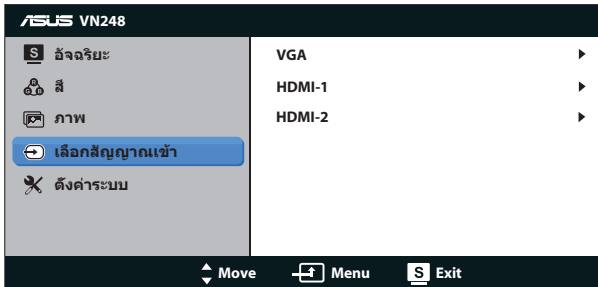 ASUS VN248
S อัจฉริยะ
สี
ภาพ
เลือกสัญญาณเข้า
ตั้งค่าระบบ
VGA
HDMI-1
HDMI-2
Move Menu S Exit